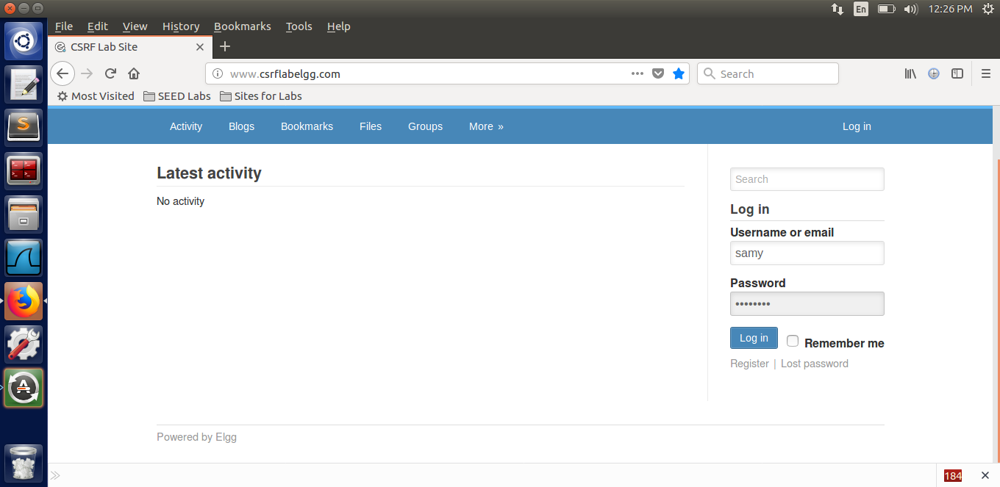 En 12:26 PM
File Edit View History Bookmarks Tools Help
CSRF Lab Site
www.csrflabelgg.com
Search
Most Visited SEED Labs Sites for Labs
Activity Blogs Bookmarks Files Groups More » Log in
Latest activity
No activity
Search
Log in
Username or email
samy
Password
••••••••
Log in Remember me
Register | Lost password
Powered by Elgg
184